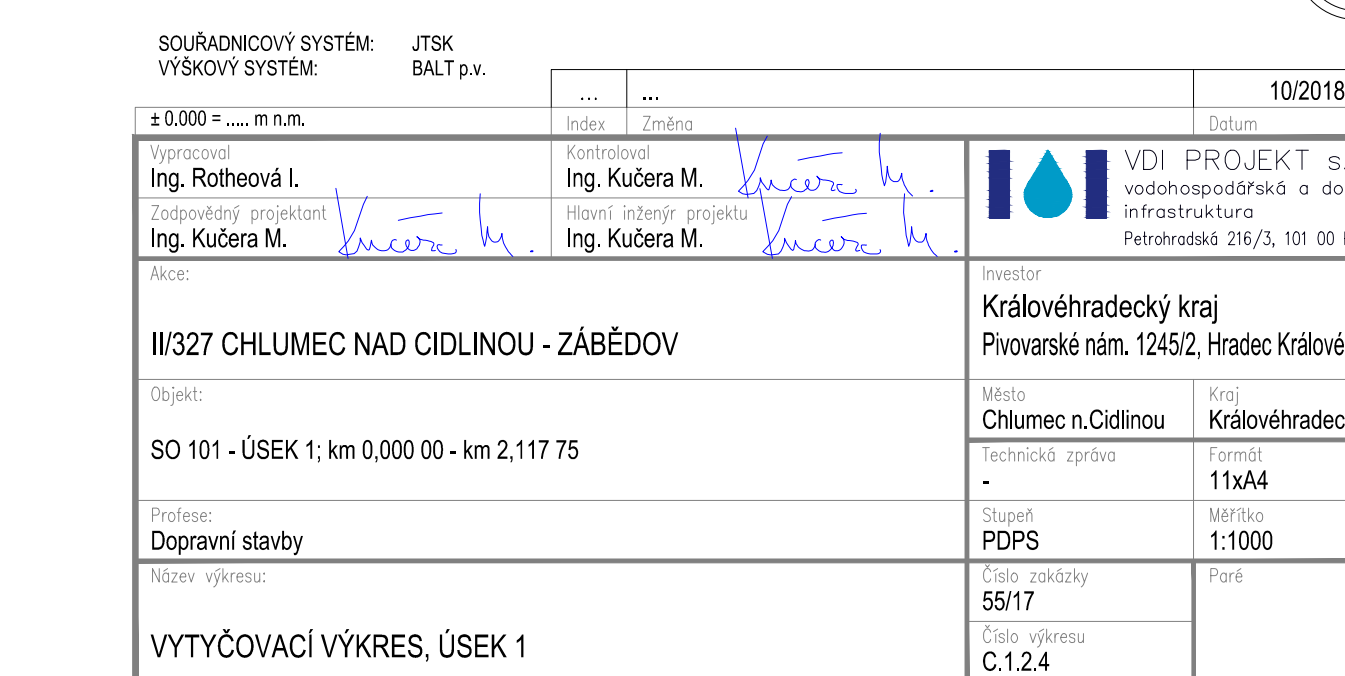 SOUŘADNICOVÝ SYSTÉM: JTSK
VÝŠKOVÝ SYSTÉM: BALT p.v.
... ... 10/2018
± 0.000 = ..... m n.m. Index Změna Datum
Vypracoval
Ing. Rotheová I.
Kontroloval
Ing. Kučera M. Kučera M.
Zodpovědný projektant
Ing. Kučera M. Kučera M.
Hlavní inženýr projektu
Ing. Kučera M. Kučera M.
VDI PROJEKT s.
vodohospodářská a do
infrastruktura
Petrohradská 216/3, 101 00
Akce:
II/327 CHLUMEC NAD CIDLINOU - ZÁBĚDOV
Investor
Královéhradecký kraj
Pivovarské nám. 1245/2, Hradec Králové
Objekt:
SO 101 - ÚSEK 1; km 0,000 00 - km 2,117 75
Město
Chlumec n.Cidlinou
Kraj
Královéhradec
Technická zpráva
-
Formát
11xA4
Profese:
Dopravní stavby
Stupeň
PDPS
Měřítko
1:1000
Název výkresu:
VYTYČOVACÍ VÝKRES, ÚSEK 1
Číslo zakázky
55/17
Paré
Číslo výkresu
C.1.2.4